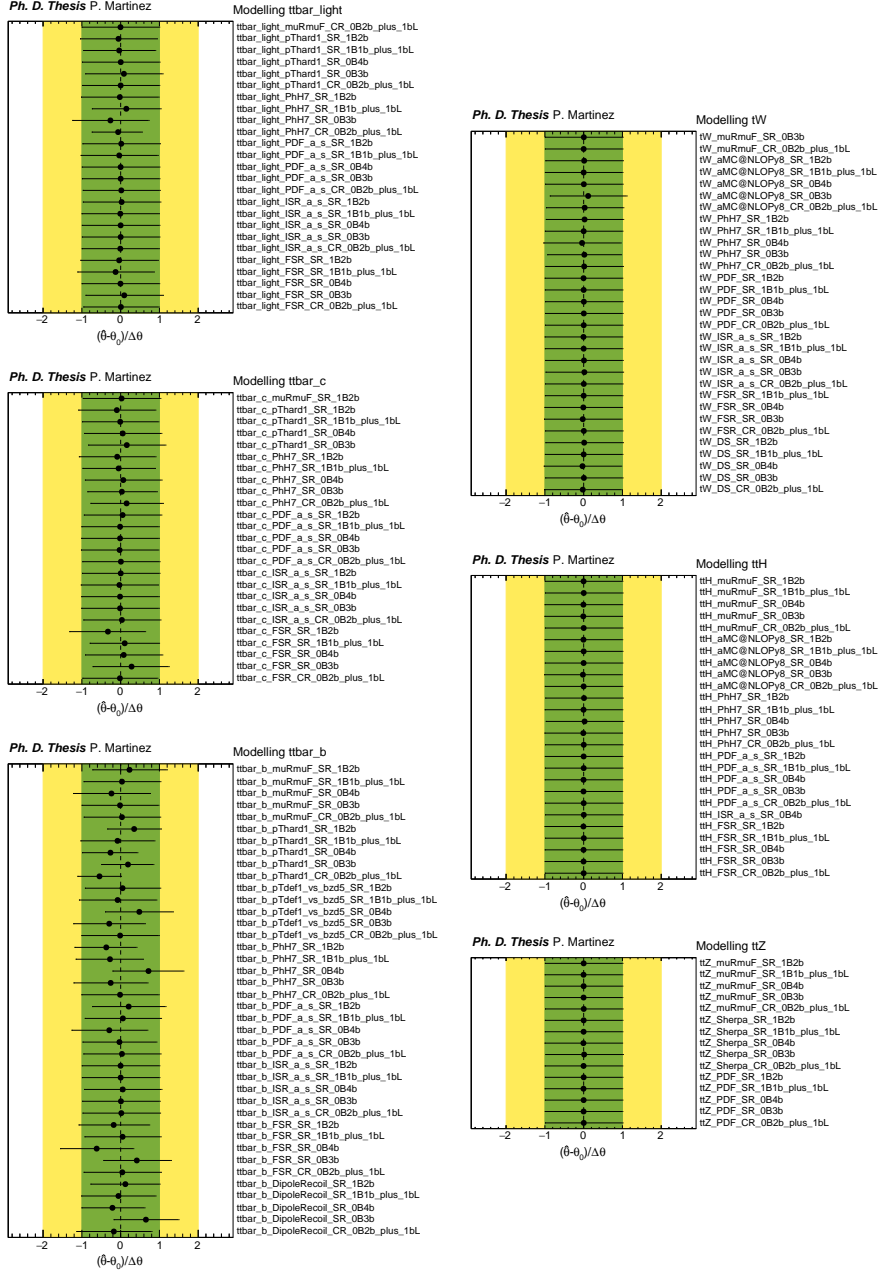 Ph. D. Thesis P. Martinez
Modelling ttbar_light
ttbar_light_muRmuF_CR_0B2b_plus_1bL
ttbar_light_pThard1_SR_1B2b
ttbar_light_pThard1_SR_1B1b_plus_1bL
ttbar_light_pThard1_SR_0B4b
ttbar_light_pThard1_SR_0B3b
ttbar_light_pThard1_CR_0B2b_plus_1bL
ttbar_light_PhH7_SR_1B2b
ttbar_light_PhH7_SR_1B1b_plus_1bL
ttbar_light_PhH7_SR_0B3b
ttbar_light_PhH7_CR_0B2b_plus_1bL
ttbar_light_PDF_a_s_SR_1B2b
ttbar_light_PDF_a_s_SR_1B1b_plus_1bL
ttbar_light_PDF_a_s_SR_0B4b
ttbar_light_PDF_a_s_SR_0B3b
ttbar_light_PDF_a_s_CR_0B2b_plus_1bL
ttbar_light_ISR_a_s_SR_1B2b
ttbar_light_ISR_a_s_SR_1B1b_plus_1bL
ttbar_light_ISR_a_s_SR_0B4b
ttbar_light_ISR_a_s_SR_0B3b
ttbar_light_ISR_a_s_CR_0B2b_plus_1bL
ttbar_light_FSR_SR_1B2b
ttbar_light_FSR_SR_1B1b_plus_1bL
ttbar_light_FSR_SR_0B4b
ttbar_light_FSR_SR_0B3b
ttbar_light_FSR_CR_0B2b_plus_1bL
−2 −1 0 1 2
(θ̂-θ₀)/Δθ
Ph. D. Thesis P. Martinez
Modelling ttbar_c
ttbar_c_muRmuF_SR_1B2b
ttbar_c_pThard1_SR_1B2b
ttbar_c_pThard1_SR_1B1b_plus_1bL
ttbar_c_pThard1_SR_0B4b
ttbar_c_pThard1_SR_0B3b
ttbar_c_PhH7_SR_1B2b
ttbar_c_PhH7_SR_1B1b_plus_1bL
ttbar_c_PhH7_SR_0B4b
ttbar_c_PhH7_SR_0B3b
ttbar_c_PhH7_CR_0B2b_plus_1bL
ttbar_c_PDF_a_s_SR_1B2b
ttbar_c_PDF_a_s_SR_1B1b_plus_1bL
ttbar_c_PDF_a_s_SR_0B4b
ttbar_c_PDF_a_s_SR_0B3b
ttbar_c_PDF_a_s_CR_0B2b_plus_1bL
ttbar_c_ISR_a_s_SR_1B2b
ttbar_c_ISR_a_s_SR_1B1b_plus_1bL
ttbar_c_ISR_a_s_SR_0B4b
ttbar_c_ISR_a_s_SR_0B3b
ttbar_c_ISR_a_s_CR_0B2b_plus_1bL
ttbar_c_FSR_SR_1B2b
ttbar_c_FSR_SR_1B1b_plus_1bL
ttbar_c_FSR_SR_0B4b
ttbar_c_FSR_SR_0B3b
ttbar_c_FSR_CR_0B2b_plus_1bL
−2 −1 0 1 2
(θ̂-θ₀)/Δθ
Ph. D. Thesis P. Martinez
Modelling ttbar_b
ttbar_b_muRmuF_SR_1B2b
ttbar_b_muRmuF_SR_1B1b_plus_1bL
ttbar_b_muRmuF_SR_0B4b
ttbar_b_muRmuF_SR_0B3b
ttbar_b_muRmuF_CR_0B2b_plus_1bL
ttbar_b_pThard1_SR_1B2b
ttbar_b_pThard1_SR_1B1b_plus_1bL
ttbar_b_pThard1_SR_0B4b
ttbar_b_pThard1_SR_0B3b
ttbar_b_pThard1_CR_0B2b_plus_1bL
ttbar_b_pTdef1_vs_bzd5_SR_1B2b
ttbar_b_pTdef1_vs_bzd5_SR_1B1b_plus_1bL
ttbar_b_pTdef1_vs_bzd5_SR_0B4b
ttbar_b_pTdef1_vs_bzd5_SR_0B3b
ttbar_b_pTdef1_vs_bzd5_CR_0B2b_plus_1bL
ttbar_b_PhH7_SR_1B2b
ttbar_b_PhH7_SR_1B1b_plus_1bL
ttbar_b_PhH7_SR_0B4b
ttbar_b_PhH7_SR_0B3b
ttbar_b_PhH7_CR_0B2b_plus_1bL
ttbar_b_PDF_a_s_SR_1B2b
ttbar_b_PDF_a_s_SR_1B1b_plus_1bL
ttbar_b_PDF_a_s_SR_0B4b
ttbar_b_PDF_a_s_SR_0B3b
ttbar_b_PDF_a_s_CR_0B2b_plus_1bL
ttbar_b_ISR_a_s_SR_1B2b
ttbar_b_ISR_a_s_SR_1B1b_plus_1bL
ttbar_b_ISR_a_s_SR_0B4b
ttbar_b_ISR_a_s_SR_0B3b
ttbar_b_ISR_a_s_CR_0B2b_plus_1bL
ttbar_b_FSR_SR_1B2b
ttbar_b_FSR_SR_1B1b_plus_1bL
ttbar_b_FSR_SR_0B4b
ttbar_b_FSR_SR_0B3b
ttbar_b_FSR_CR_0B2b_plus_1bL
ttbar_b_DipoleRecoil_SR_1B2b
ttbar_b_DipoleRecoil_SR_1B1b_plus_1bL
ttbar_b_DipoleRecoil_SR_0B4b
ttbar_b_DipoleRecoil_SR_0B3b
ttbar_b_DipoleRecoil_CR_0B2b_plus_1bL
−2 −1 0 1 2
(θ̂-θ₀)/Δθ
Ph. D. Thesis P. Martinez
Modelling tW
tW_muRmuF_SR_0B3b
tW_muRmuF_CR_0B2b_plus_1bL
tW_aMC@NLOPy8_SR_1B2b
tW_aMC@NLOPy8_SR_1B1b_plus_1bL
tW_aMC@NLOPy8_SR_0B4b
tW_aMC@NLOPy8_SR_0B3b
tW_aMC@NLOPy8_CR_0B2b_plus_1bL
tW_PhH7_SR_1B2b
tW_PhH7_SR_1B1b_plus_1bL
tW_PhH7_SR_0B4b
tW_PhH7_SR_0B3b
tW_PhH7_CR_0B2b_plus_1bL
tW_PDF_SR_1B2b
tW_PDF_SR_1B1b_plus_1bL
tW_PDF_SR_0B4b
tW_PDF_SR_0B3b
tW_PDF_CR_0B2b_plus_1bL
tW_ISR_a_s_SR_1B2b
tW_ISR_a_s_SR_1B1b_plus_1bL
tW_ISR_a_s_SR_0B4b
tW_ISR_a_s_SR_0B3b
tW_ISR_a_s_CR_0B2b_plus_1bL
tW_FSR_SR_1B1b_plus_1bL
tW_FSR_SR_0B4b
tW_FSR_SR_0B3b
tW_FSR_CR_0B2b_plus_1bL
tW_DS_SR_1B2b
tW_DS_SR_1B1b_plus_1bL
tW_DS_SR_0B4b
tW_DS_SR_0B3b
tW_DS_CR_0B2b_plus_1bL
−2 −1 0 1 2
(θ̂-θ₀)/Δθ
Ph. D. Thesis P. Martinez
Modelling ttH
ttH_muRmuF_SR_1B2b
ttH_muRmuF_SR_1B1b_plus_1bL
ttH_muRmuF_SR_0B4b
ttH_muRmuF_SR_0B3b
ttH_muRmuF_CR_0B2b_plus_1bL
ttH_aMC@NLOPy8_SR_1B2b
ttH_aMC@NLOPy8_SR_1B1b_plus_1bL
ttH_aMC@NLOPy8_SR_0B4b
ttH_aMC@NLOPy8_SR_0B3b
ttH_aMC@NLOPy8_CR_0B2b_plus_1bL
ttH_PhH7_SR_1B2b
ttH_PhH7_SR_1B1b_plus_1bL
ttH_PhH7_SR_0B4b
ttH_PhH7_SR_0B3b
ttH_PhH7_CR_0B2b_plus_1bL
ttH_PDF_a_s_SR_1B2b
ttH_PDF_a_s_SR_1B1b_plus_1bL
ttH_PDF_a_s_SR_0B4b
ttH_PDF_a_s_SR_0B3b
ttH_PDF_a_s_CR_0B2b_plus_1bL
ttH_ISR_a_s_SR_0B4b
ttH_FSR_SR_1B2b
ttH_FSR_SR_1B1b_plus_1bL
ttH_FSR_SR_0B4b
ttH_FSR_SR_0B3b
ttH_FSR_CR_0B2b_plus_1bL
−2 −1 0 1 2
(θ̂-θ₀)/Δθ
Ph. D. Thesis P. Martinez
Modelling ttZ
ttZ_muRmuF_SR_1B2b
ttZ_muRmuF_SR_1B1b_plus_1bL
ttZ_muRmuF_SR_0B4b
ttZ_muRmuF_SR_0B3b
ttZ_muRmuF_CR_0B2b_plus_1bL
ttZ_Sherpa_SR_1B2b
ttZ_Sherpa_SR_1B1b_plus_1bL
ttZ_Sherpa_SR_0B4b
ttZ_Sherpa_SR_0B3b
ttZ_Sherpa_CR_0B2b_plus_1bL
ttZ_PDF_SR_1B2b
ttZ_PDF_SR_1B1b_plus_1bL
ttZ_PDF_SR_0B4b
ttZ_PDF_SR_0B3b
ttZ_PDF_CR_0B2b_plus_1bL
−2 −1 0 1 2
(θ̂-θ₀)/Δθ